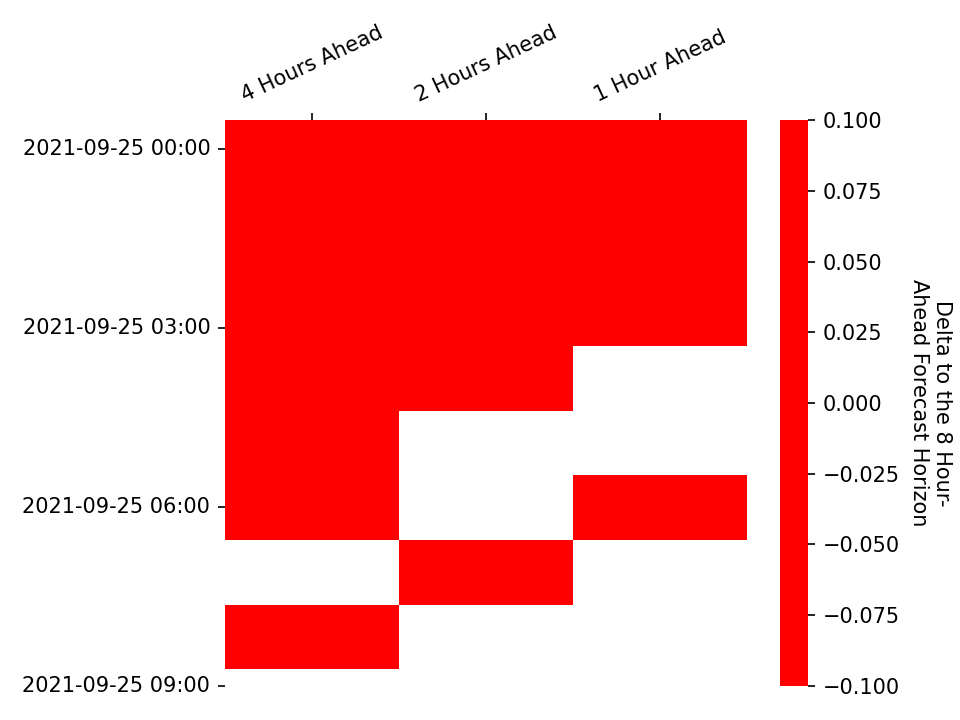 4 Hours Ahead
2 Hours Ahead
1 Hour Ahead
2021-09-25 00:00
2021-09-25 03:00
2021-09-25 06:00
2021-09-25 09:00
0.100
0.075
0.050
0.025
0.000
−0.025
−0.050
−0.075
−0.100
Delta to the 8 Hour-
Ahead Forecast Horizon